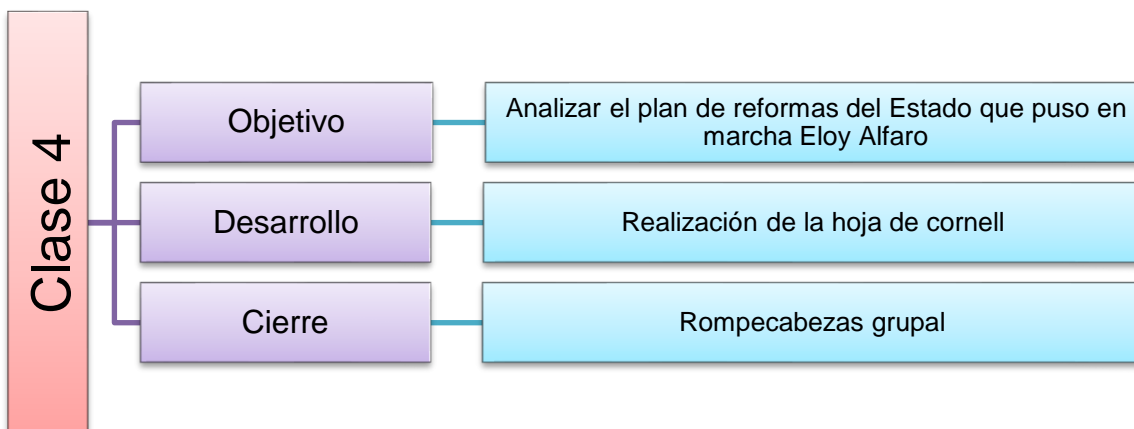 Clase 4
Objetivo
Analizar el plan de reformas del Estado que puso en
marcha Eloy Alfaro
Desarrollo
Realización de la hoja de cornell
Cierre
Rompecabezas grupal